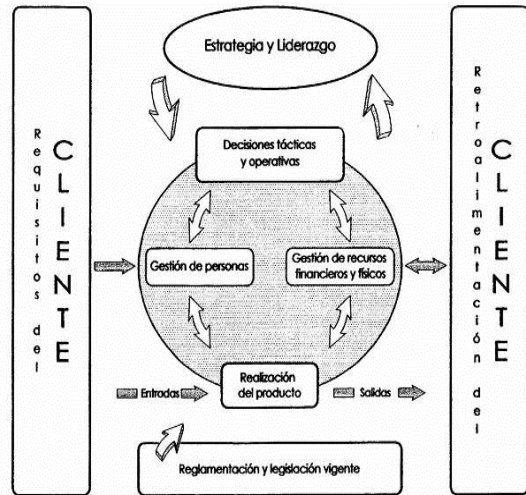 Estrategia y Liderazgo
Requisitos del
CLIENTE
Decisiones tácticas
y operativas
Gestión de personas
Gestión de recursos
financieros y físicos
Entradas
Realización
del producto
Salidas
Reglamentación y legislación vigente
Retroalimentación del
CLIENTE